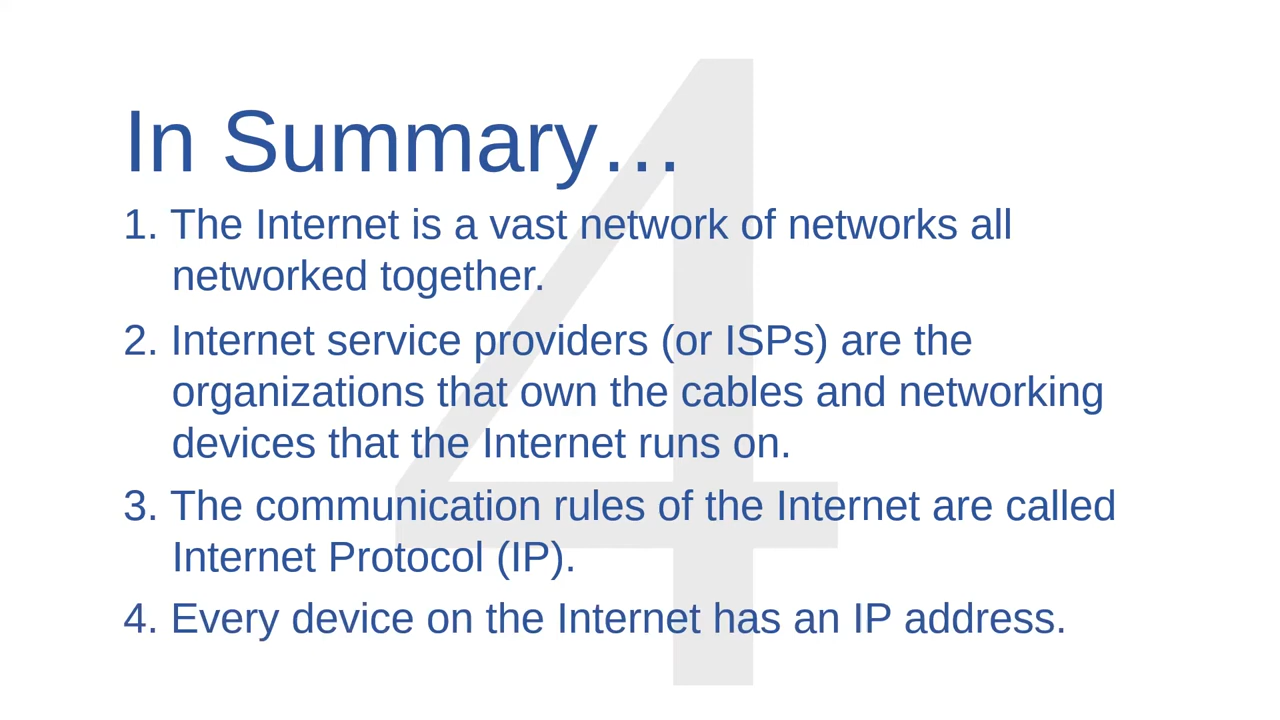 In Summary…
1. The Internet is a vast network of networks all
networked together.
2. Internet service providers (or ISPs) are the
organizations that own the cables and networking
devices that the Internet runs on.
3. The communication rules of the Internet are called
Internet Protocol (IP).
4. Every device on the Internet has an IP address.
4